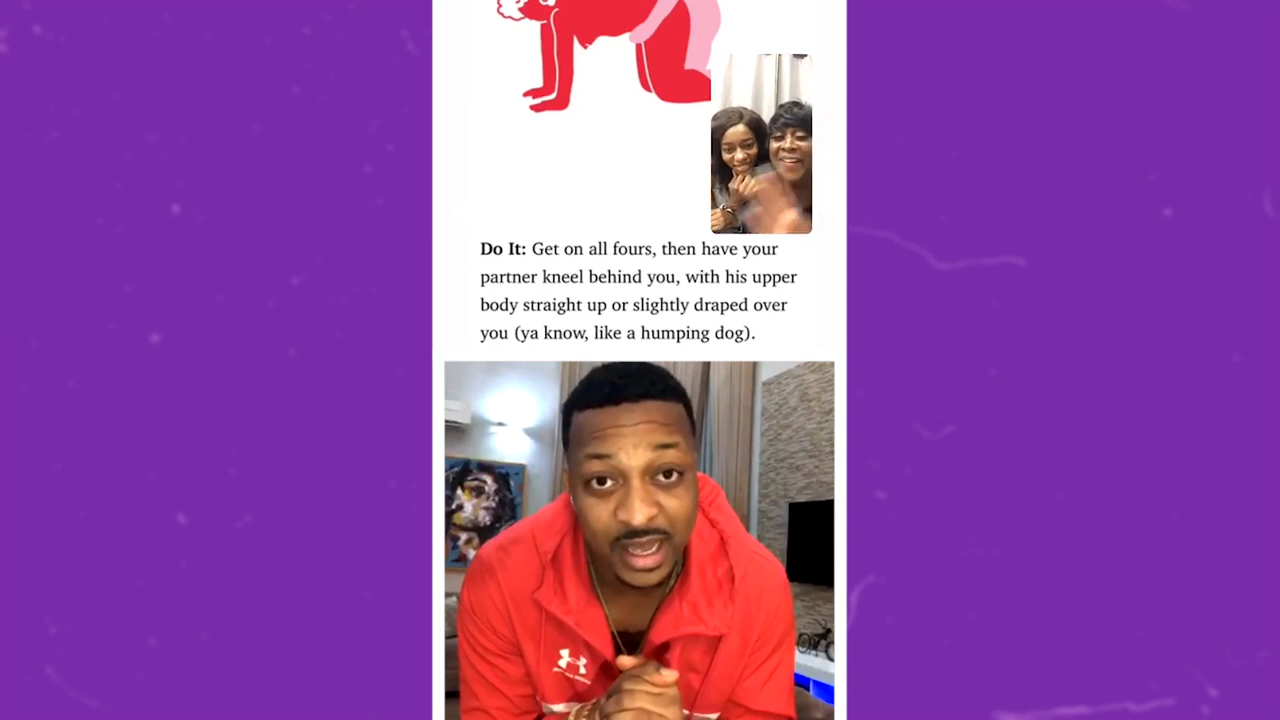 Do It: Get on all fours, then have your
partner kneel behind you, with his upper
body straight up or slightly draped over
you (ya know, like a humping dog).